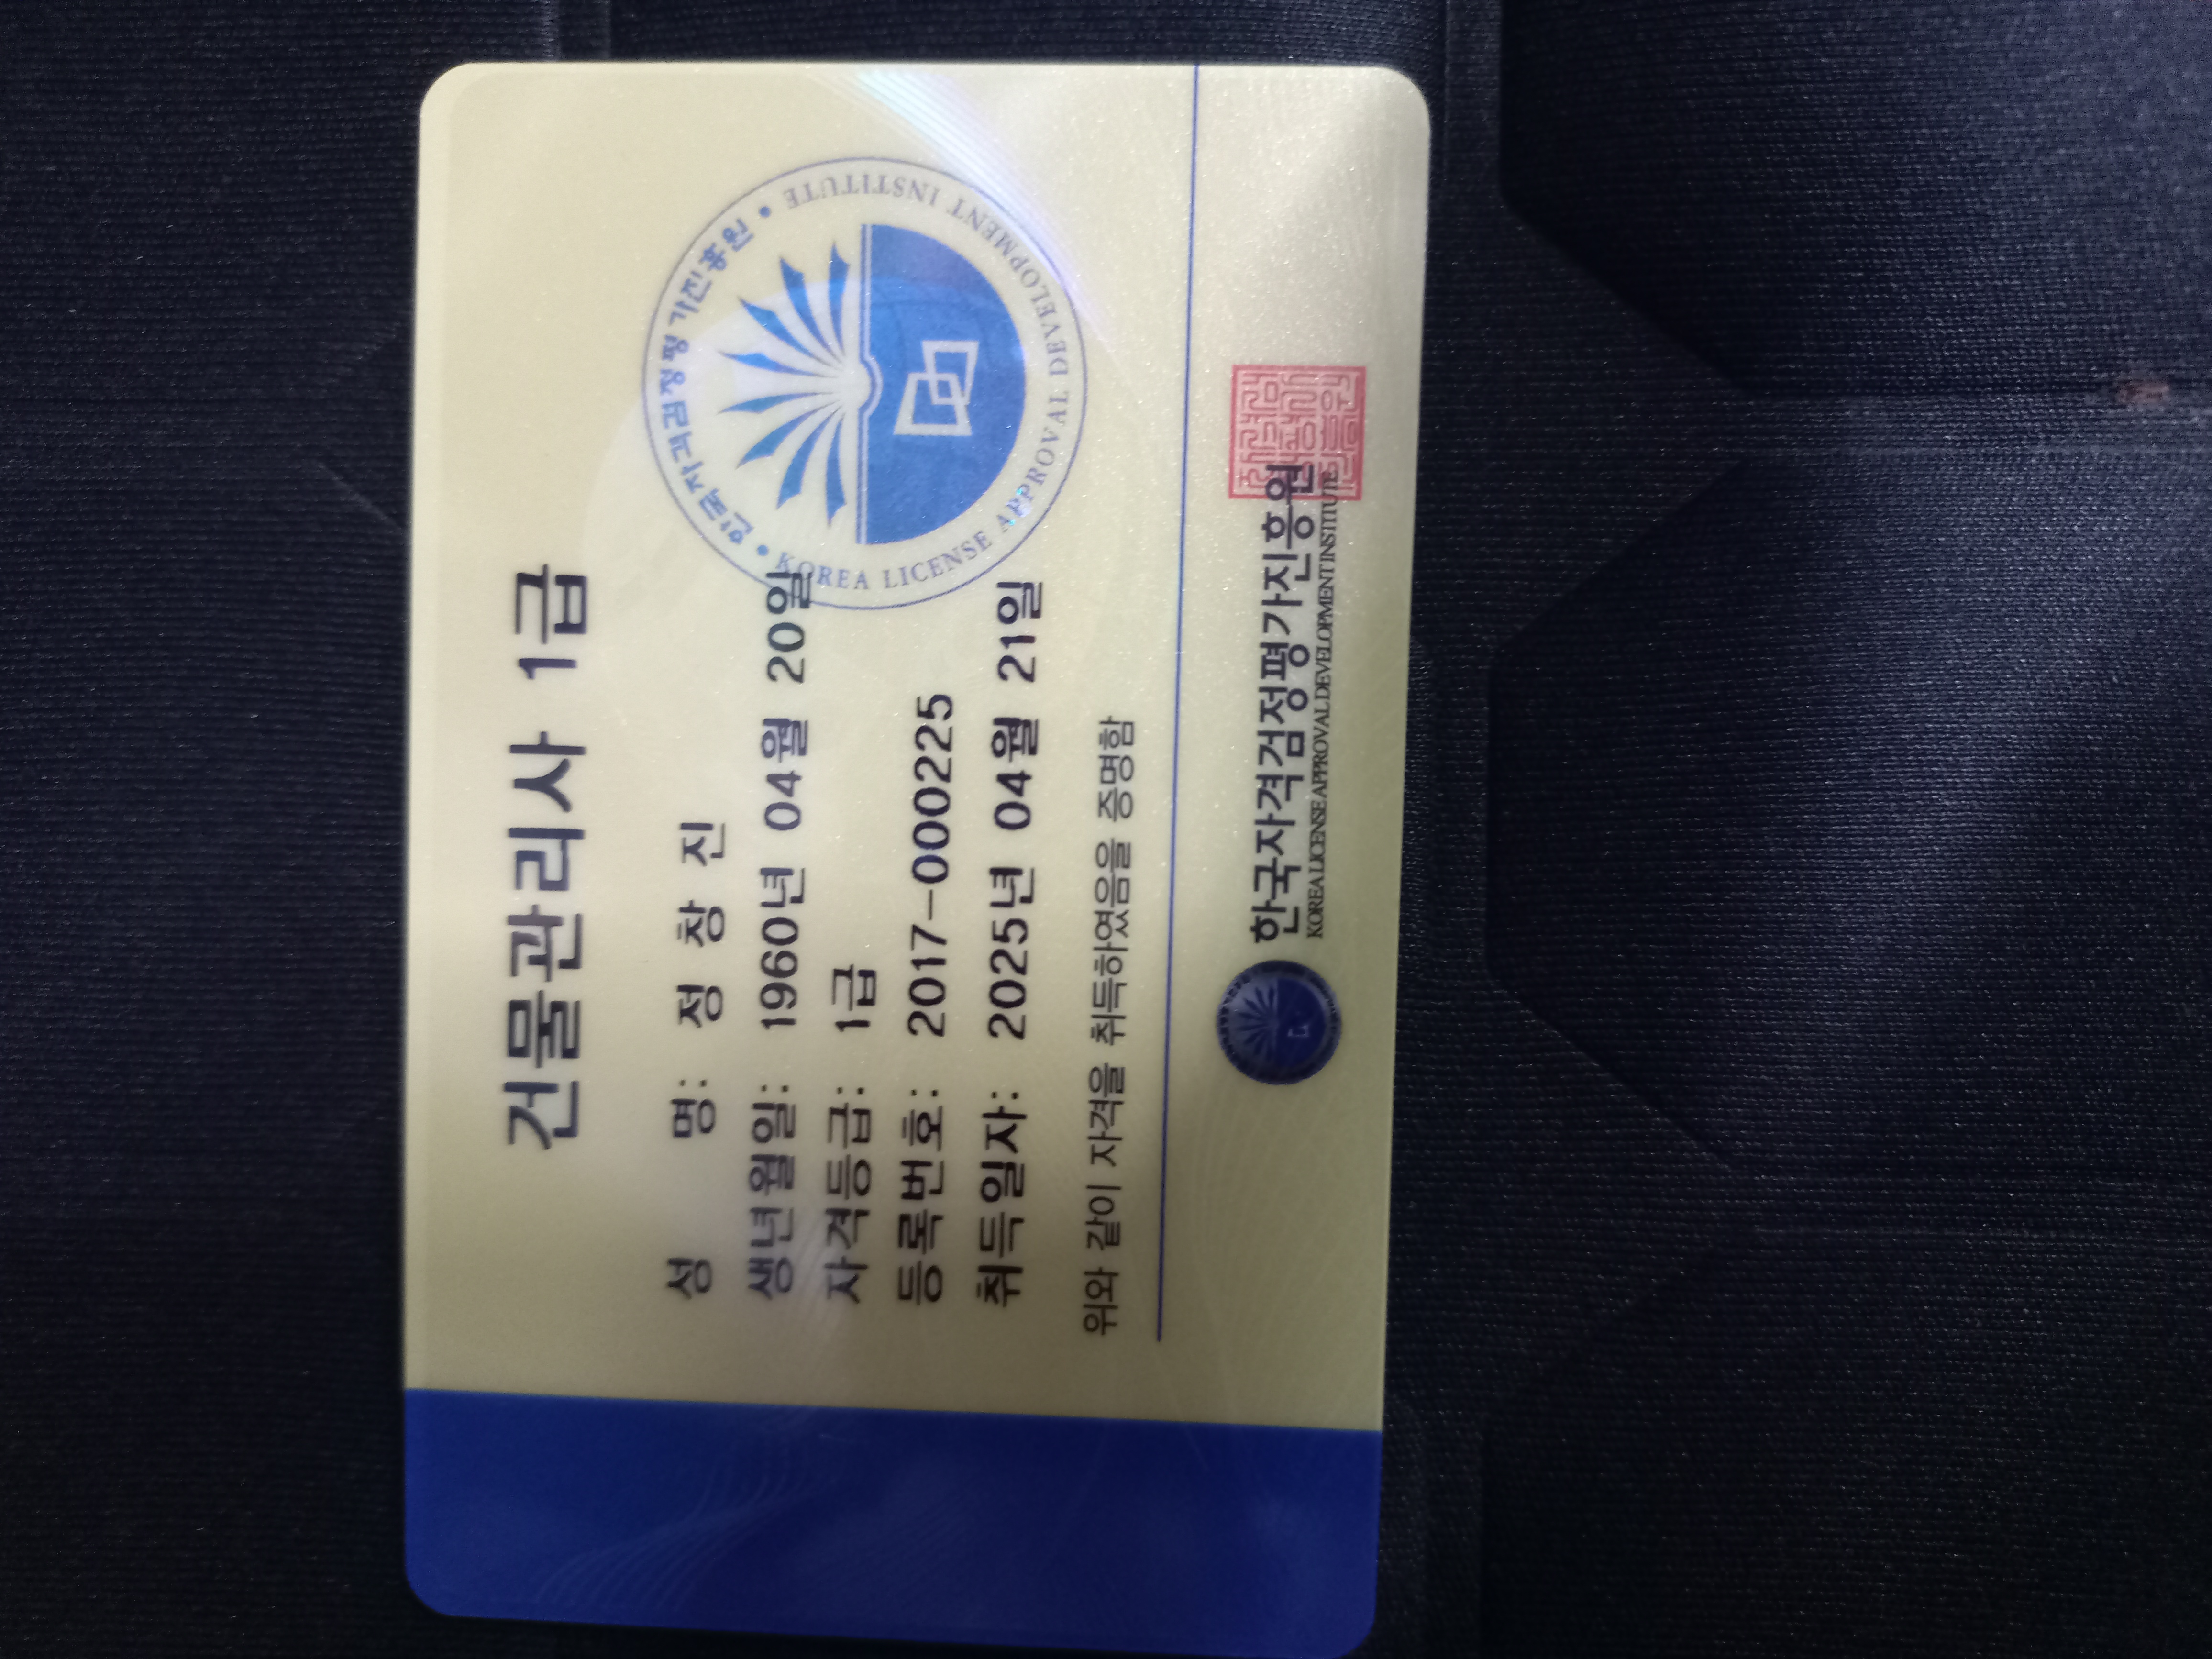 건물관리사 1급
성 명: 정 창 진
생년월일: 1960년 04월 20일
자격등급: 1급
등록번호: 2017-000225
취득일자: 2025년 04월 21일
위와 같이 자격을 취득하였음을 증명함
한국자격검정평가진흥원
KOREA LICENSE APPROVAL DEVELOPMENT INSTITUTE
한국자격검정평가진흥원
KOREA LICENSE APPROVAL DEVELOPMENT INSTITUTE